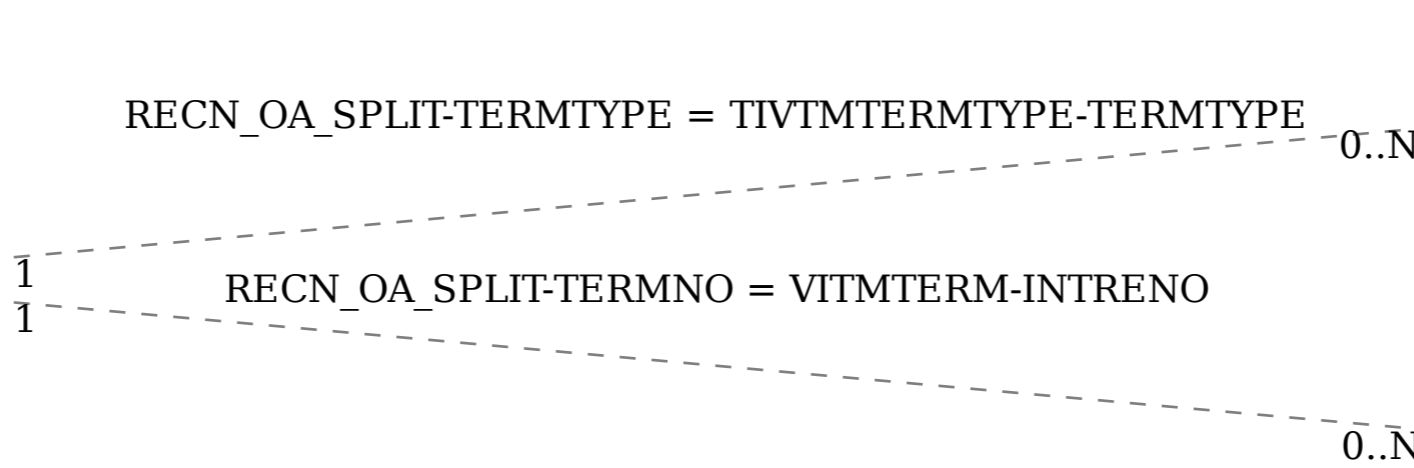 RECN_OA_SPLIT-TERMTYPE = TIVTMTERMTYPE-TERMTYPE
0..N
1
RECN_OA_SPLIT-TERMNO = VITMTERM-INTRENO
1
0..N